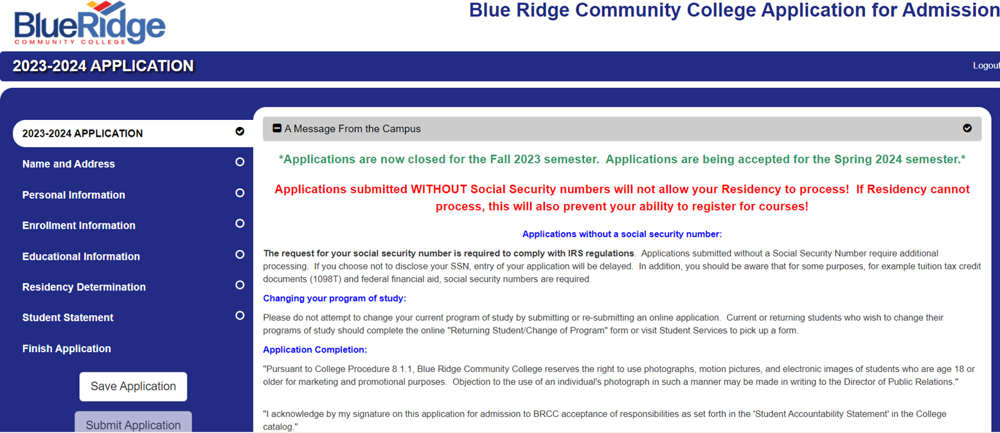 BlueRidge
COMMUNITY COLLEGE
Blue Ridge Community College Application for Admission
2023-2024 APPLICATION
Logout
2023-2024 APPLICATION
Name and Address
Personal Information
Enrollment Information
Educational Information
Residency Determination
Student Statement
Finish Application
Save Application
Submit Application
A Message From the Campus
*Applications are now closed for the Fall 2023 semester.  Applications are being accepted for the Spring 2024 semester.*
Applications submitted WITHOUT Social Security numbers will not allow your Residency to process!  If Residency cannot
process, this will also prevent your ability to register for courses!
Applications without a social security number:
The request for your social security number is required to comply with IRS regulations.  Applications submitted without a Social Security Number require additional
processing.  If you choose not to disclose your SSN, entry of your application will be delayed.  In addition, you should be aware that for some purposes, for example tuition tax credit
documents (1098T) and federal financial aid, social security numbers are required.
Changing your program of study:
Please do not attempt to change your current program of study by submitting or re-submitting an online application.  Current or returning students who wish to change their
programs of study should complete the online "Returning Student/Change of Program" form or visit Student Services to pick up a form.
Application Completion:
"Pursuant to College Procedure 8.1.1, Blue Ridge Community College reserves the right to use photographs, motion pictures, and electronic images of students who are age 18 or
older for marketing and promotional purposes.  Objection to the use of an individual's photograph in such a manner may be made in writing to the Director of Public Relations."
"I acknowledge by my signature on this application for admission to BRCC acceptance of responsibilities as set forth in the 'Student Accountability Statement' in the College
catalog."